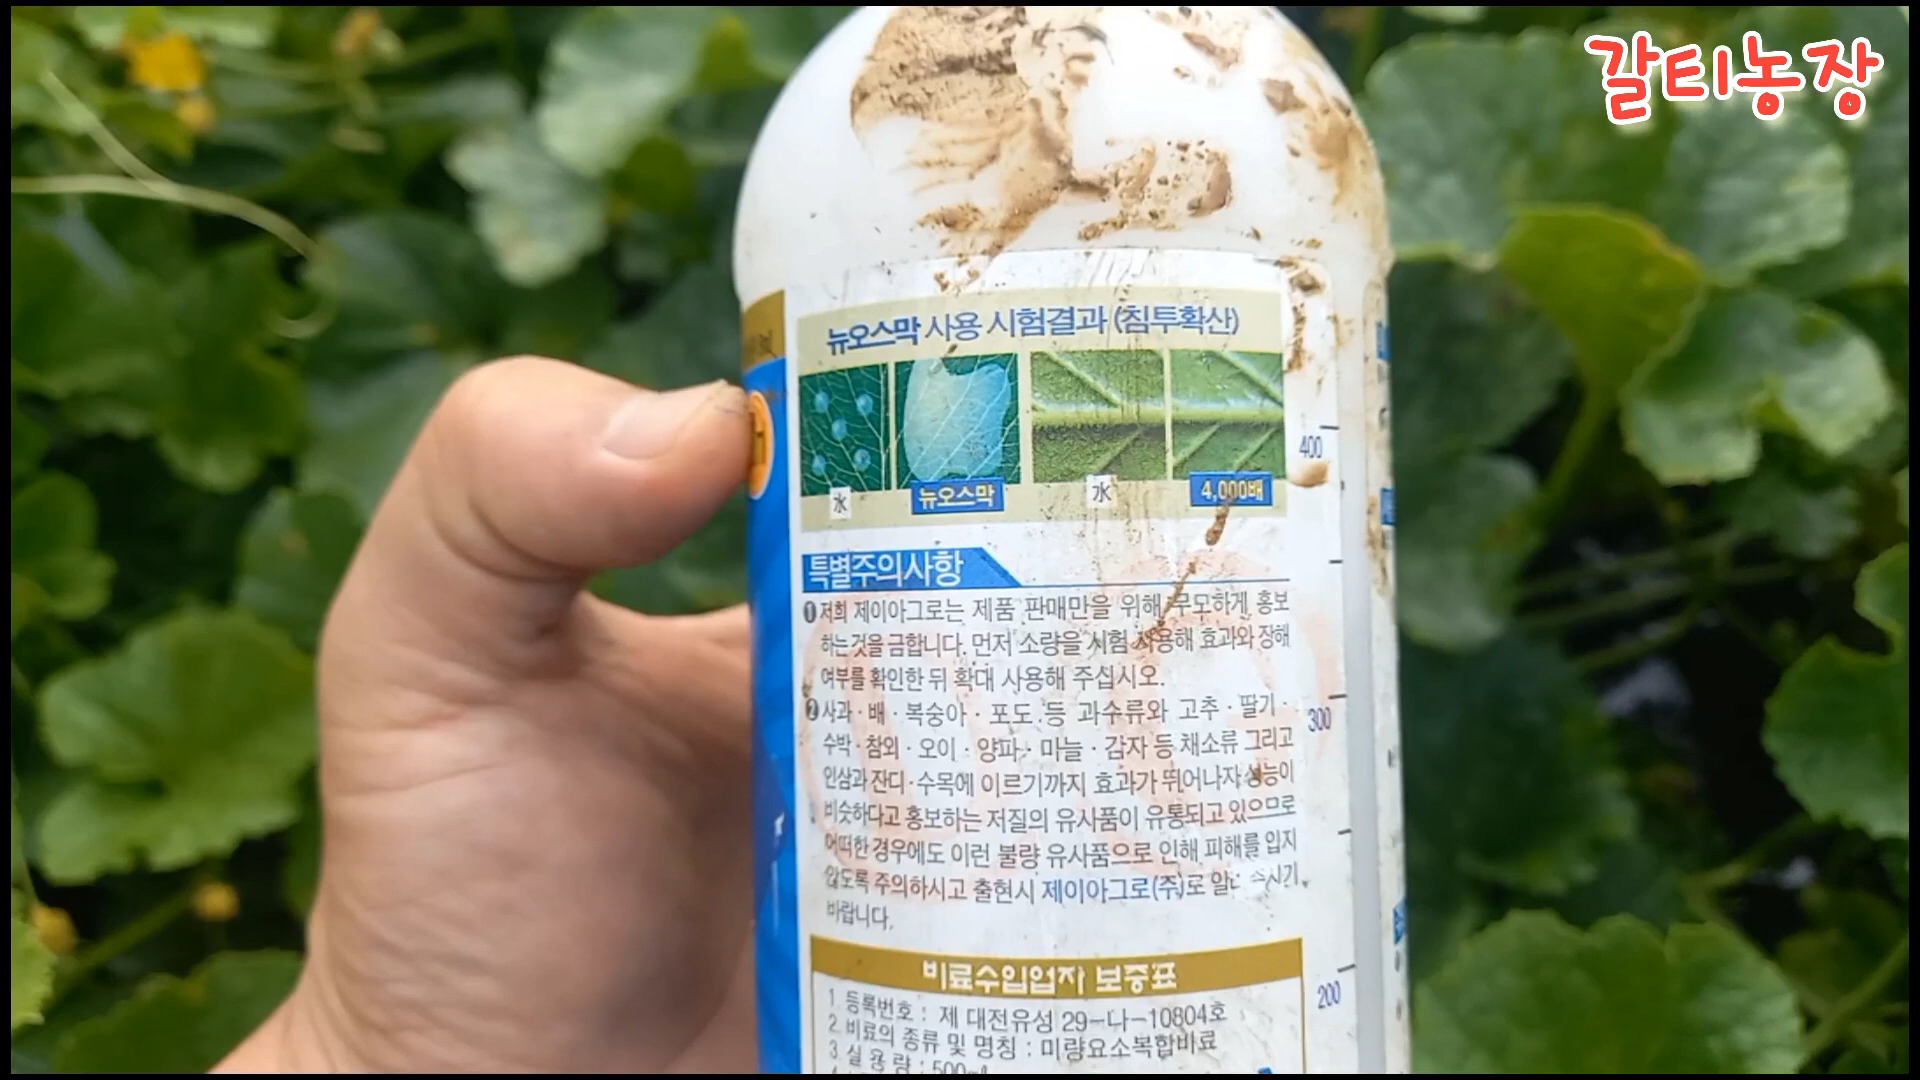 갈티농장
뉴오스막 사용 시험결과 (침투확산)
水 뉴오스막 水 4,000배
400
특별주의사항
❶ 저희 제이아그로는 제품 판매만을 위해 무모하게 홍보
하는것을 금합니다. 먼저 소량을 시험 사용해 효과와 장해
여부를 확인한 뒤 확대 사용해 주십시오.
❷ 사과·배·복숭아·포도 등 과수류와 고추·딸기·
300
수박·참외·오이·양파·마늘·감자 등 채소류 그리고
인삼과 잔디·수목에 이르기까지 효과가 뛰어나자 성능이
비슷하다고 홍보하는 저질의 유사품이 유통되고 있으므로
어떠한 경우에도 이런 불량 유사품으로 인해 피해를 입지
않도록 주의하시고 출현시 제이아그로(주)로
바랍니다.
비료수입업자 보증표
200
1. 등록번호 : 제 대전유성 29-나-10804호
2. 비료의 종류 및 명칭 : 미량요소복합비료
3. 실 용 량 : 500